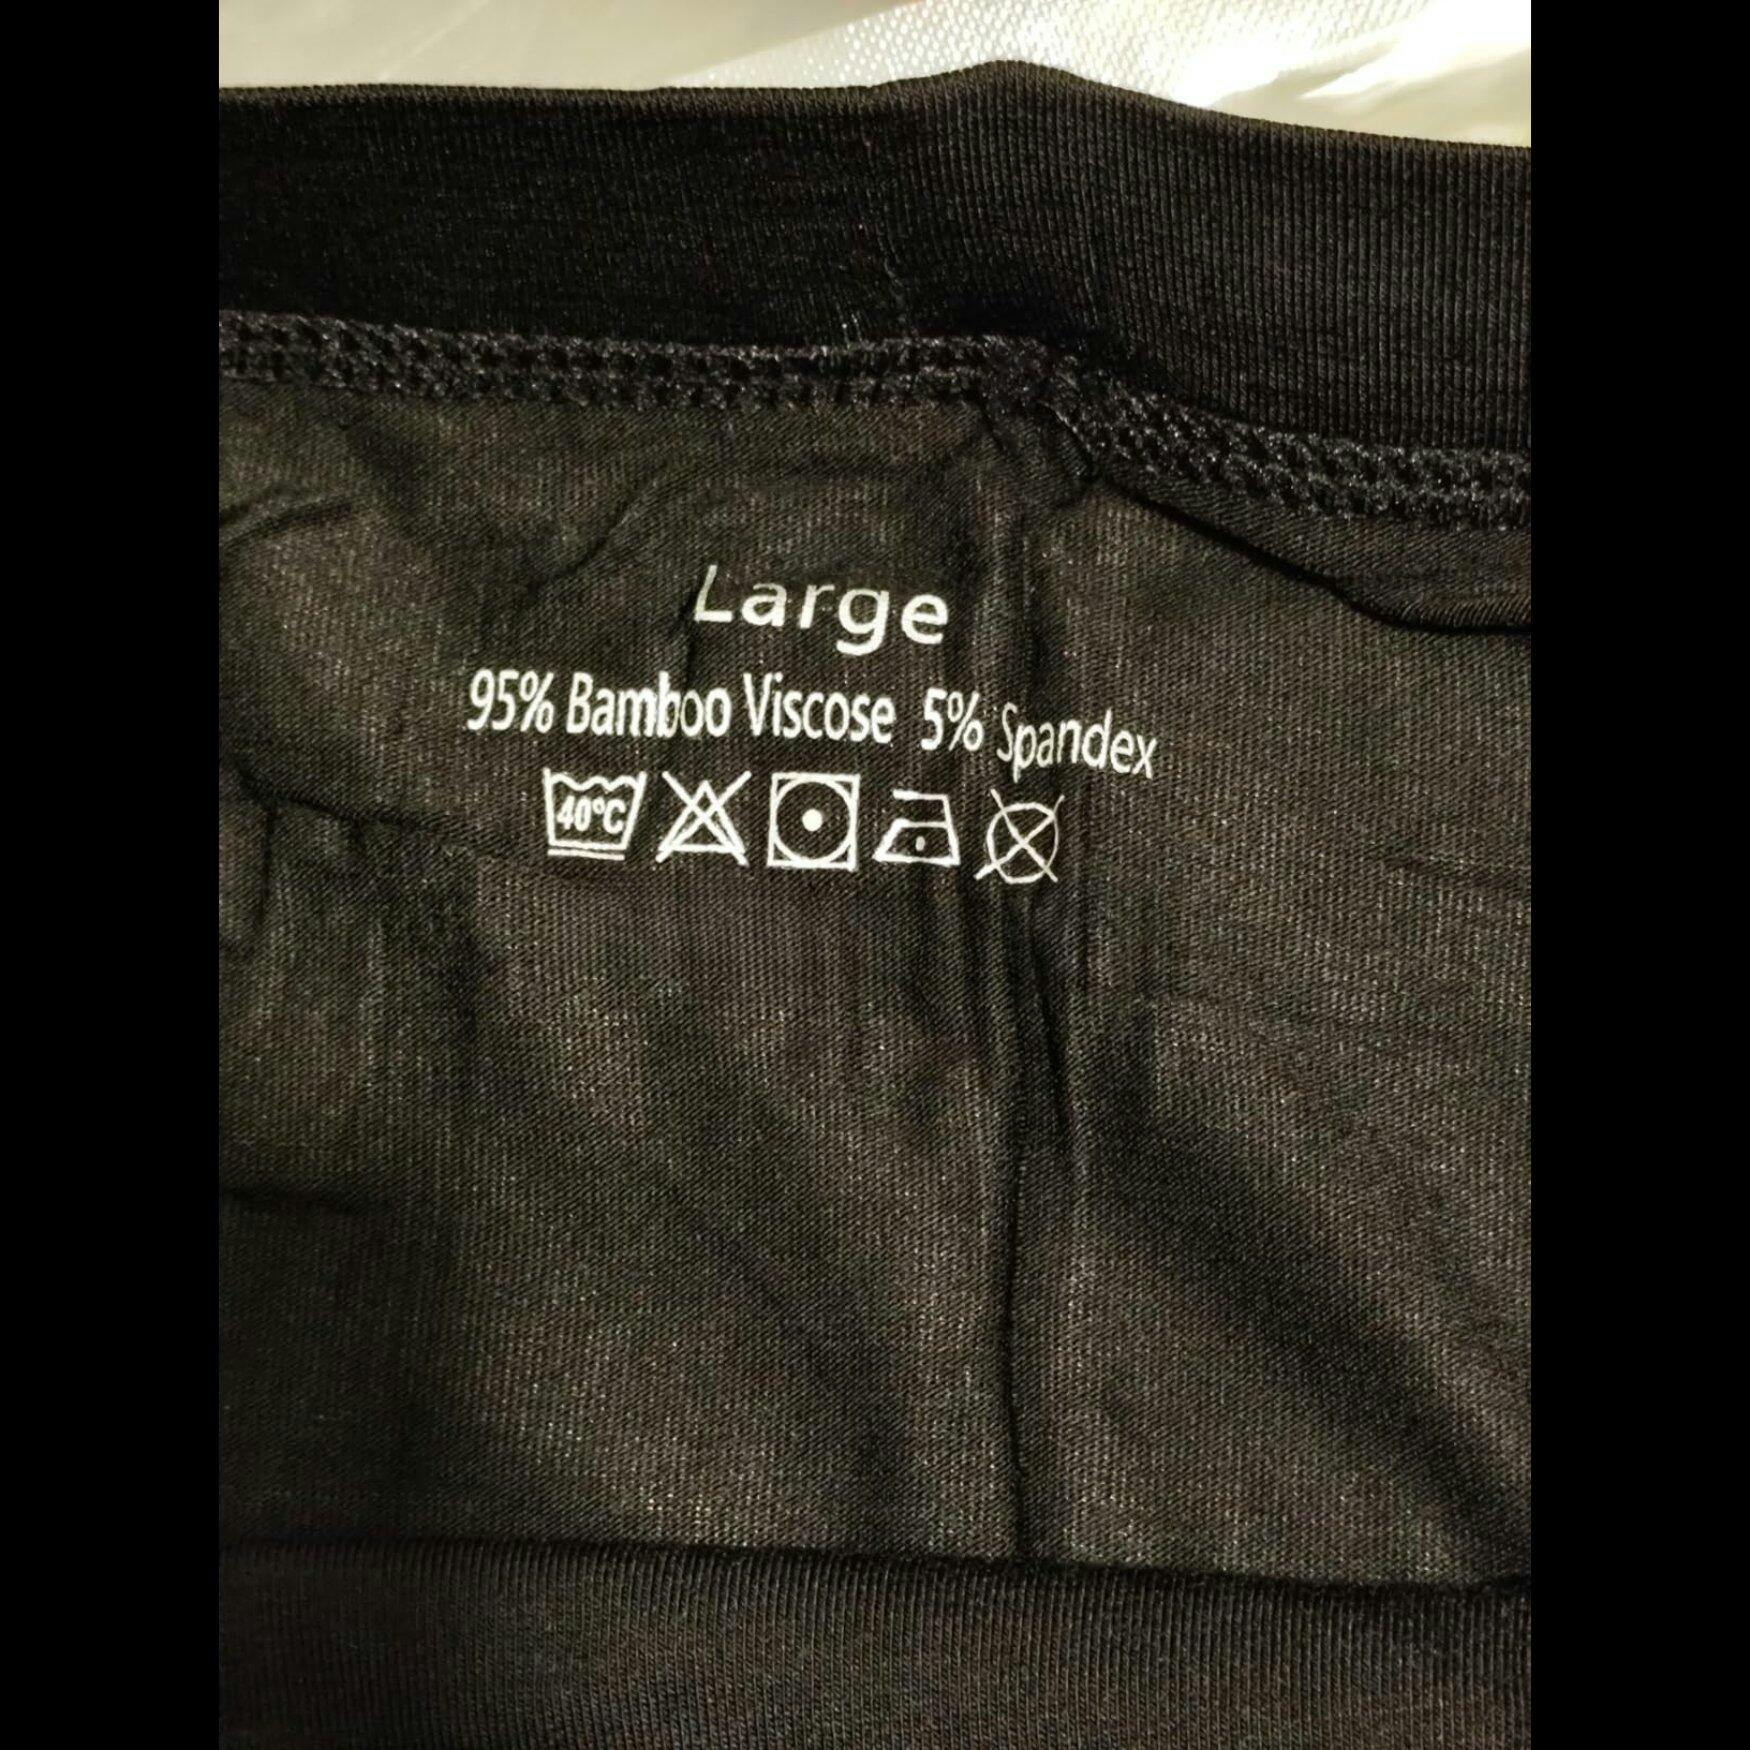 Large
95% Bamboo Viscose 5% Spandex
40°C